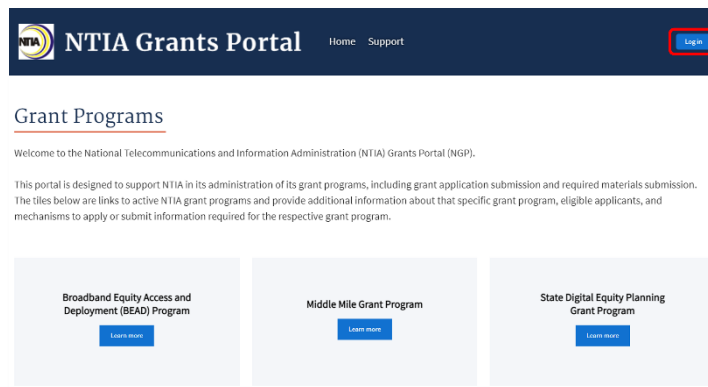 NTIA
NTIA Grants Portal
Home Support
Log in
Grant Programs
Welcome to the National Telecommunications and Information Administration (NTIA) Grants Portal (NGP).
This portal is designed to support NTIA in its administration of its grant programs, including grant application submission and required materials submission.
The tiles below are links to active NTIA grant programs and provide additional information about that specific grant program, eligible applicants, and
mechanisms to apply or submit information required for the respective grant program.
Broadband Equity Access and
Deployment (BEAD) Program
Learn more
Middle Mile Grant Program
Learn more
State Digital Equity Planning
Grant Program
Learn more